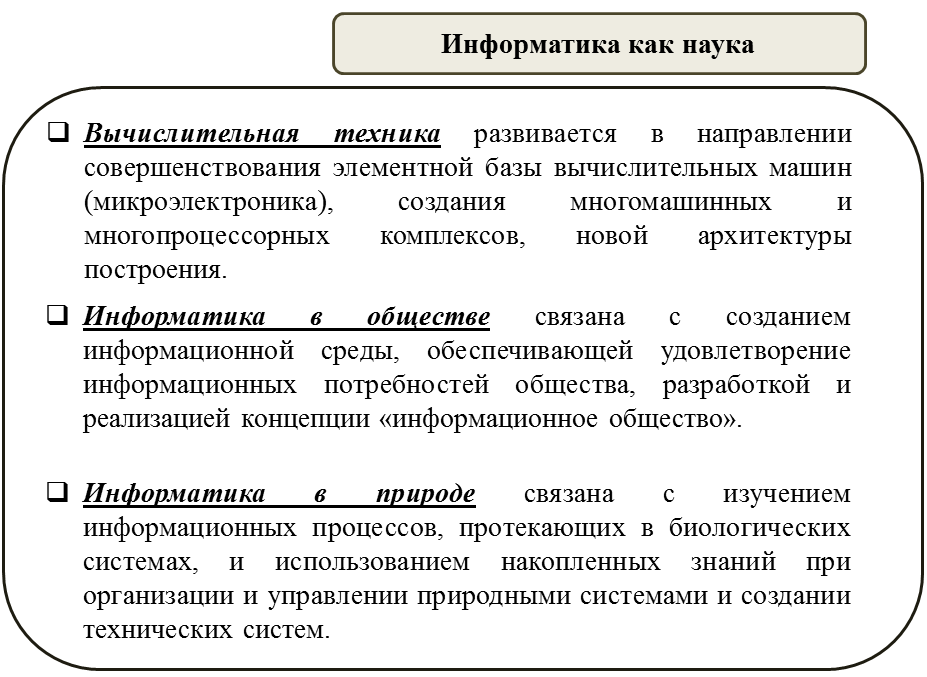 Информатика как наука
Вычислительная техника развивается в направлении
совершенствования элементной базы вычислительных машин
(микроэлектроника), создания многомашинных и
многопроцессорных комплексов, новой архитектуры
построения.
Информатика в обществе связана с созданием
информационной среды, обеспечивающей удовлетворение
информационных потребностей общества, разработкой и
реализацией концепции «информационное общество».
Информатика в природе связана с изучением
информационных процессов, протекающих в биологических
системах, и использованием накопленных знаний при
организации и управлении природными системами и создании
технических систем.